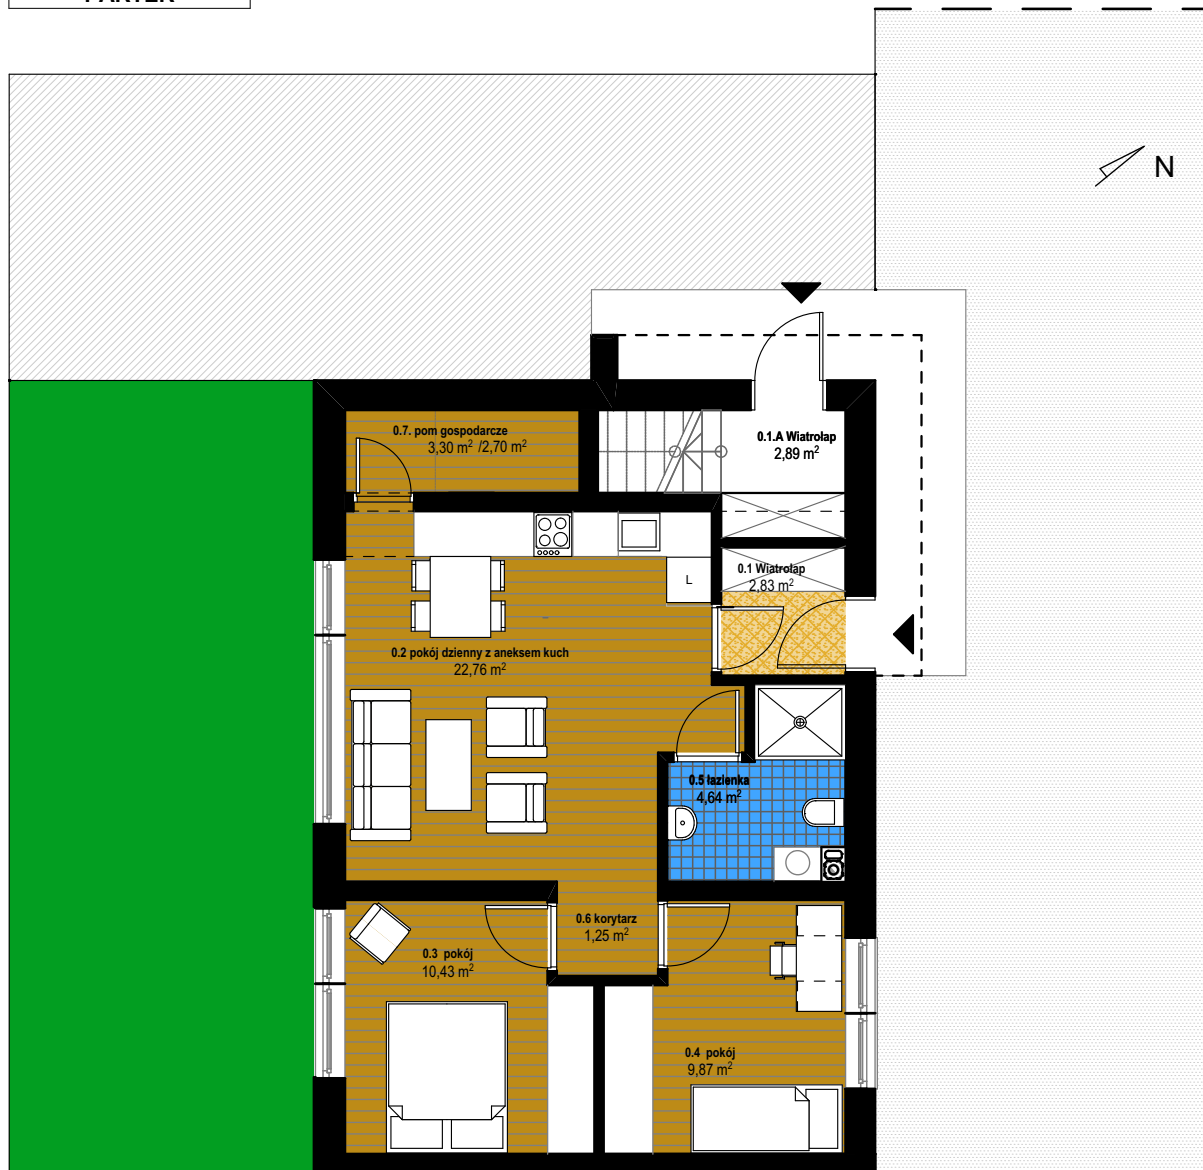 PARTER
N
0.7. pom gospodarcze
3,30 m² /2,70 m²
0.1.A Wiatrołap
2,89 m²
0.1 Wiatrołap
2,83 m²
L
0.2 pokój dzienny z aneksem kuch
22,76 m²
0.5 łazienka
4,64 m²
0.6 korytarz
1,25 m²
0.3 pokój
10,43 m²
0.4 pokój
9,87 m²